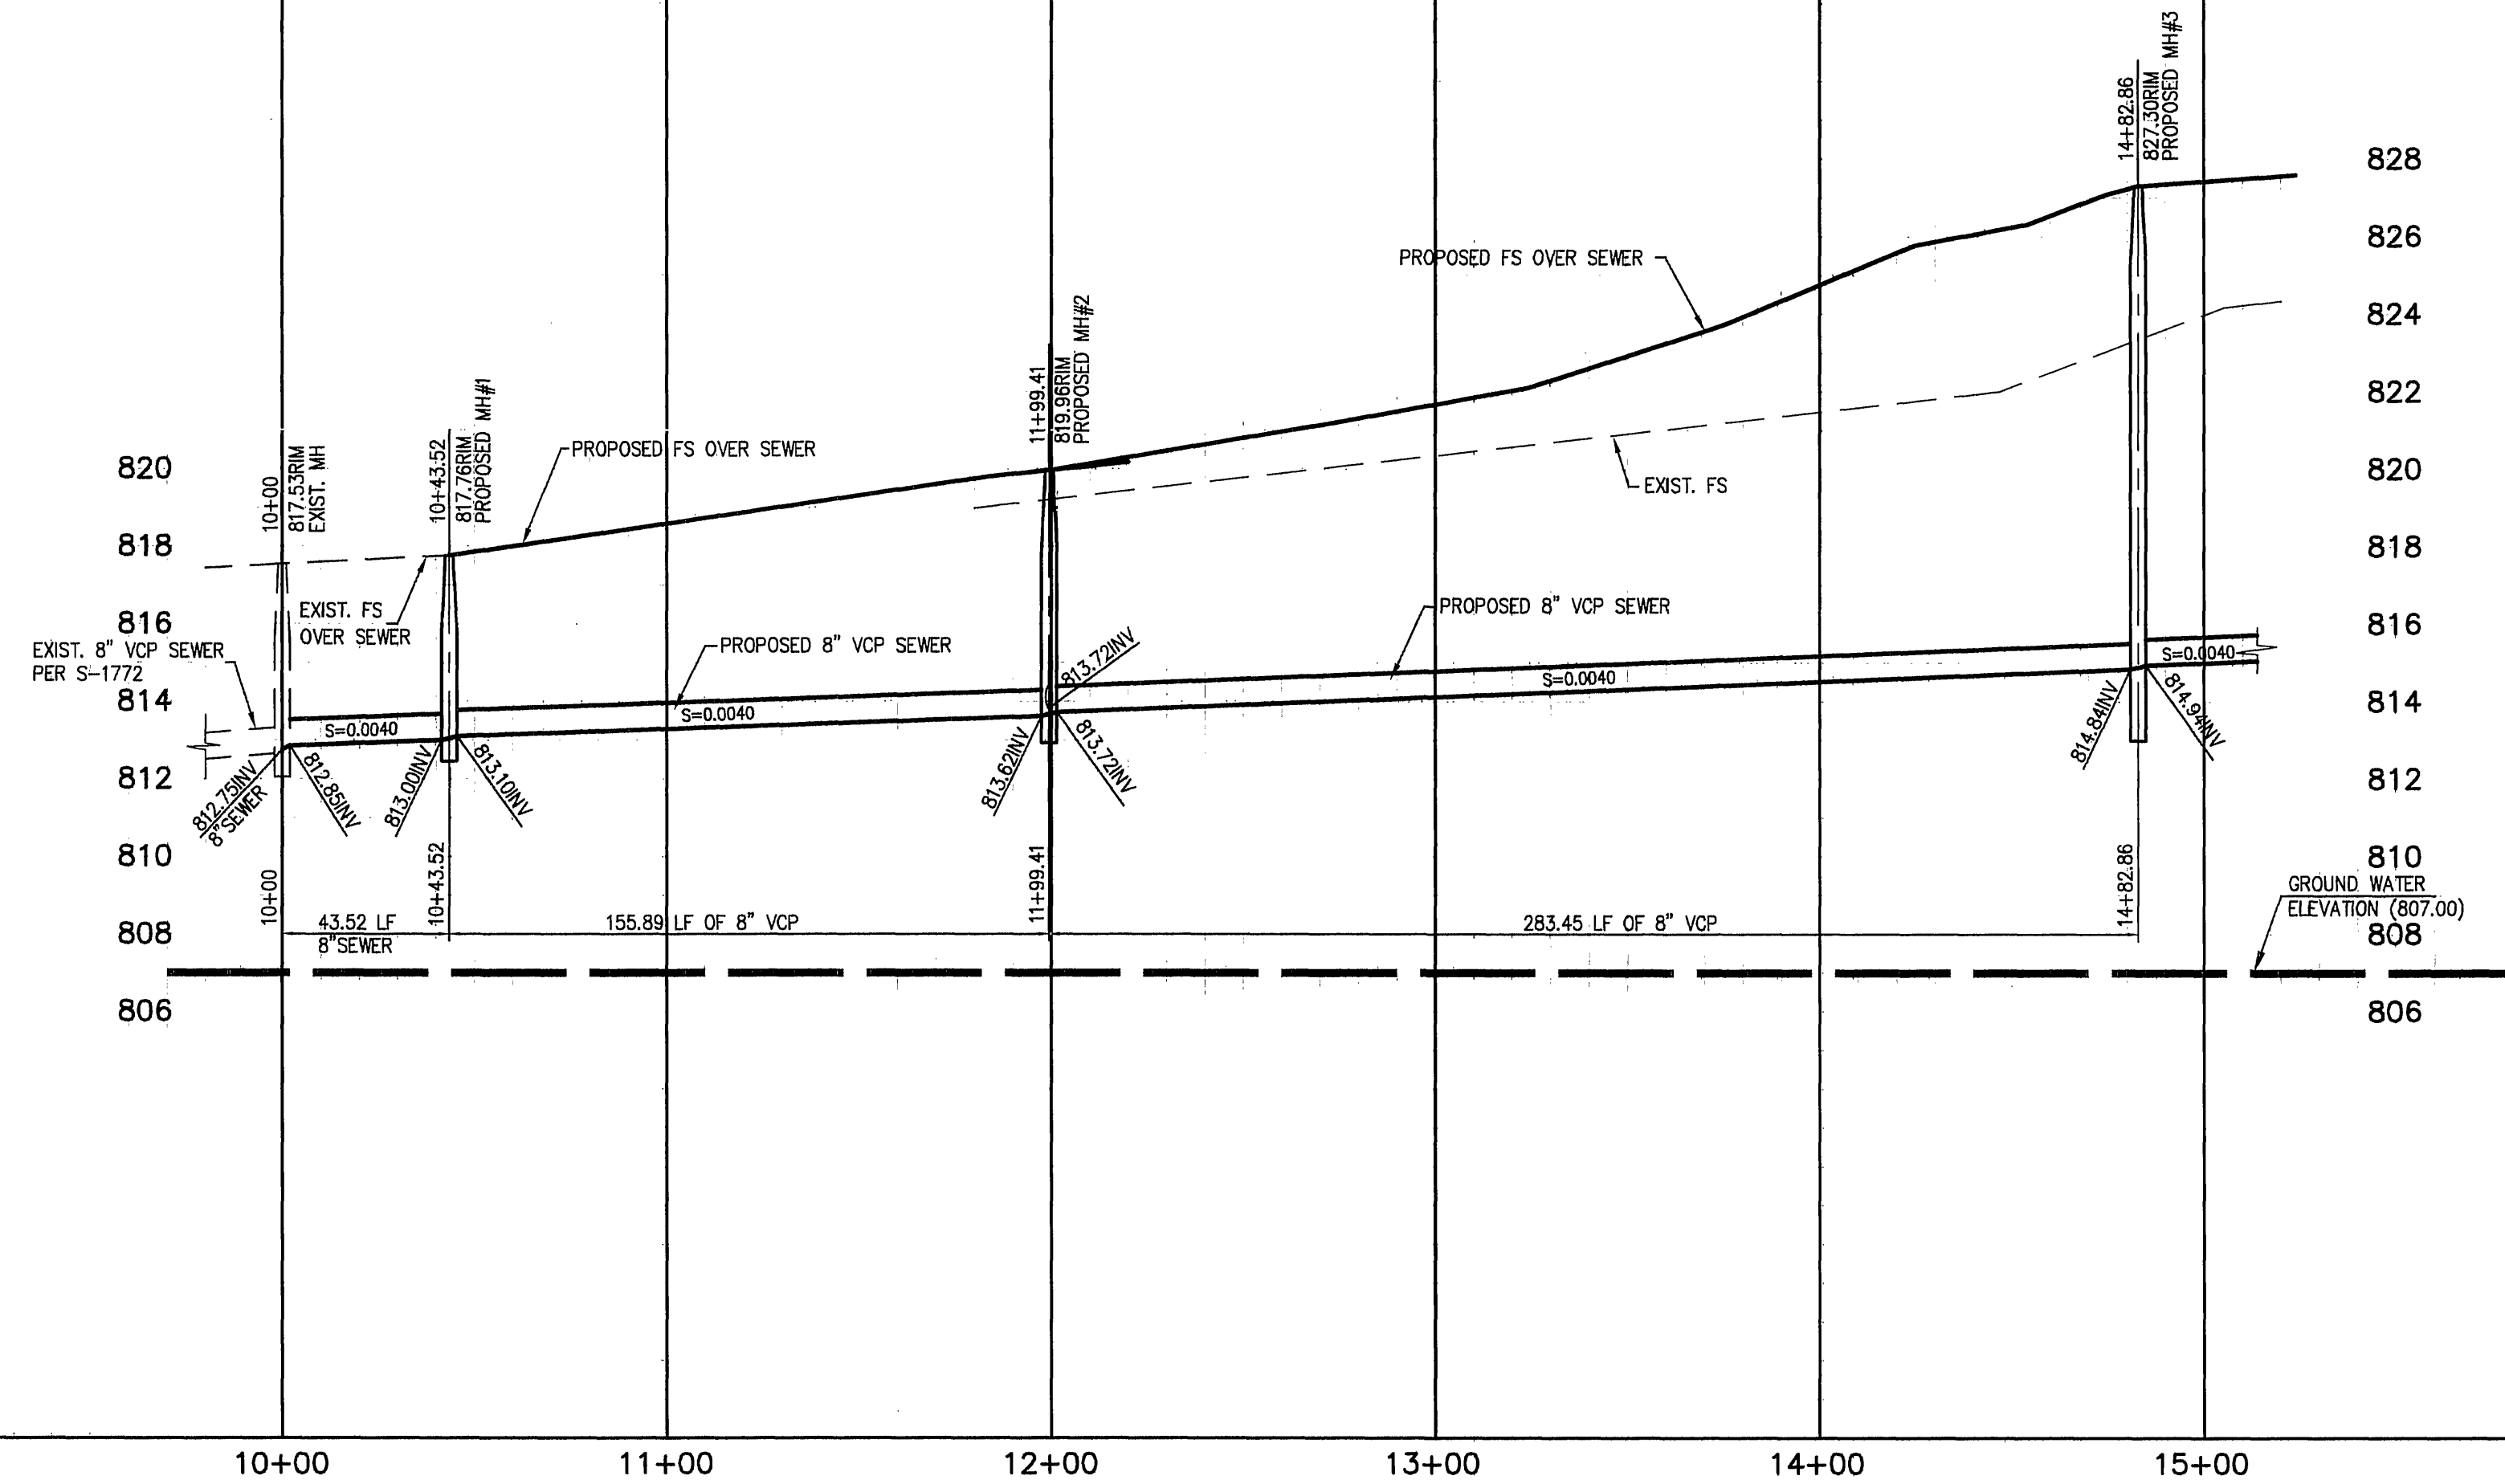 14+82.86
827.30RIM
PROPOSED MH#3
828
826
PROPOSED FS OVER SEWER
824
11+99.41
819.96RIM
PROPOSED MH#2
822
10+43.52
817.76RIM
PROPOSED MH#1
PROPOSED FS OVER SEWER
10+00
817.53RIM
EXIST. MH
820
820
EXIST. FS
818
818
EXIST. FS
OVER SEWER
PROPOSED 8" VCP SEWER
816
816
EXIST. 8" VCP SEWER
PER S-1772
PROPOSED 8" VCP SEWER
813.72INV
S=0.0040
S=0.0040
814
814
S=0.0040
S=0.0040
812.75INV
8"SEWER
812.85INV
813.00INV
813.10INV
813.62INV
813.72INV
814.84INV
814.94INV
812
812
810
810
10+00
10+43.52
11+99.41
14+82.86
GROUND WATER
ELEVATION (807.00)
43.52 LF
8"SEWER
155.89 LF OF 8" VCP
283.45 LF OF 8" VCP
808
808
806
806
10+00
11+00
12+00
13+00
14+00
15+00